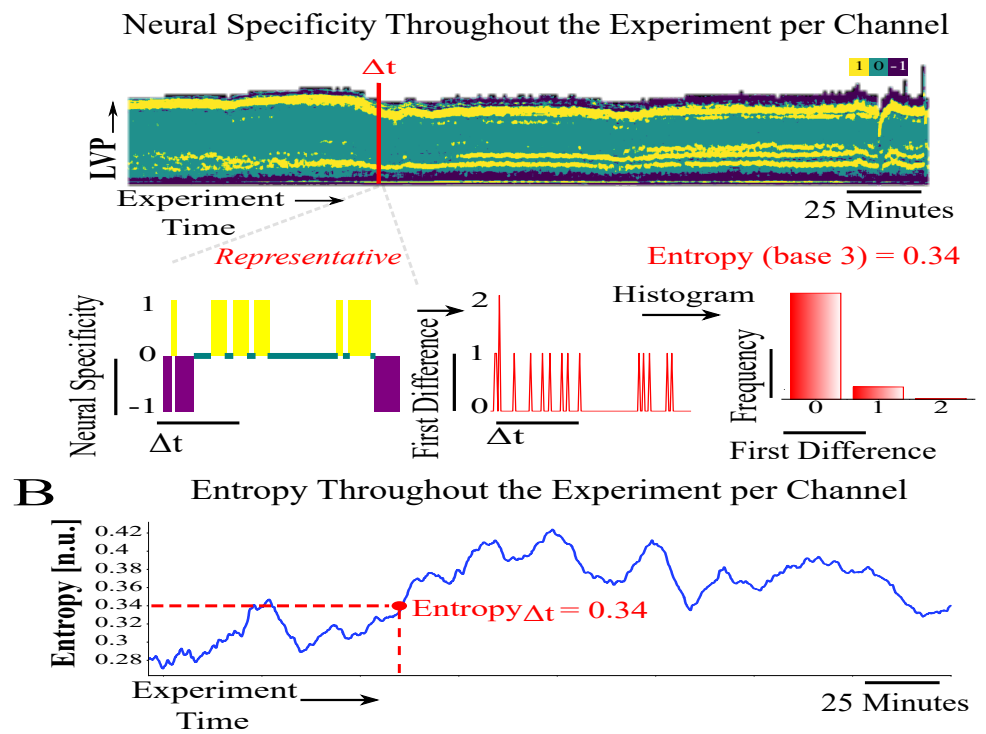 Neural Specificity Throughout the Experiment per Channel
Δt
1 0 -1
LVP
Experiment
Time
25 Minutes
Representative
Entropy (base 3) = 0.34
Neural Specificity
1
0
-1
Δt
First Difference
2
1
0
Δt
Histogram
Frequency
0 1 2
First Difference
B
Entropy Throughout the Experiment per Channel
Entropy [n.u.]
0.42
0.4
0.38
0.36
0.34
0.32
0.3
0.28
Entropy Δt = 0.34
Experiment
Time
25 Minutes